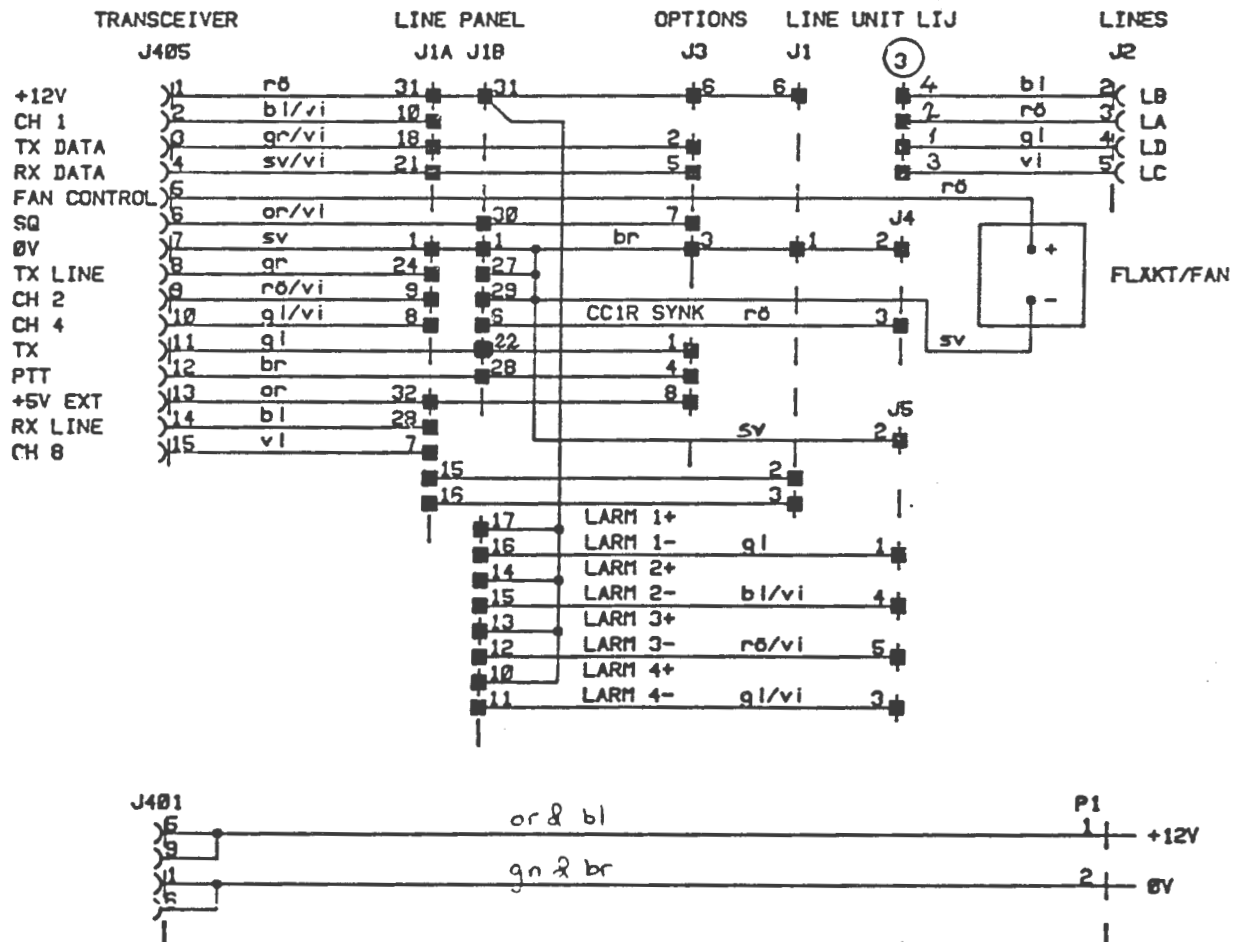 TRANSCEIVER LINE PANEL OPTIONS LINE UNIT LIJ LINES
J405 J1A J1B J3 J1 3 J2
+12V 1 rö 31 31 6 6 4 bl 2 LB
CH 1 2 bl/vi 10 2 rö 3 LA
TX DATA 3 gr/vi 18 2 1 gl 4 LD
RX DATA 4 sv/vi 21 5 3 vi 5 LC
FAN CONTROL 5 rö
SQ 6 or/vi 30 7 J4
0V 7 sv 1 1 br 3 1 2 +
TX LINE 8 gr 24 27 FLÄKT/FAN
CH 2 9 rö/vi 9 29 -
CH 4 10 gl/vi 8 6 CC1R SYNK rö 3
TX 11 gl 22 1 sv
PTT 12 br 28 4
+5V EXT 13 or 32 8
RX LINE 14 bl 28 J5
CH 8 15 vi 7 sv 2
15 2
16 3
17 LARM 1+
16 LARM 1- gl 1
14 LARM 2+
15 LARM 2- bl/vi 4
13 LARM 3+
12 LARM 3- rö/vi 5
10 LARM 4+
11 LARM 4- gl/vi 3
J401 P1
6 or & bl 1 +12V
9
1 gn & br 2 0V